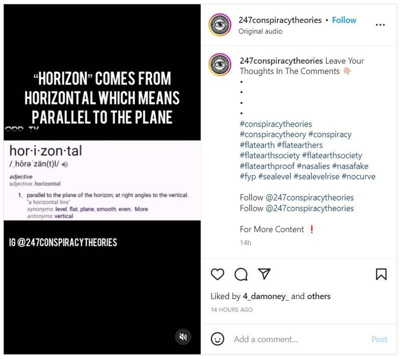 "HORIZON" COMES FROM
HORIZONTAL WHICH MEANS
PARALLEL TO THE PLANE
ODD TV
hor·i·zon·tal
/ˌhôrəˈzän(t)l/
adjective
adjective: horizontal
1. parallel to the plane of the horizon; at right angles to the vertical.
"a horizontal line"
synonyms: level, flat, plane, smooth, even, More
antonyms: vertical
IG @247CONSPIRACYTHEORIES
247conspiracytheories • Follow
Original audio
247conspiracytheories Leave Your
Thoughts In The Comments 👇🏻
•
•
•
•
#conspiracytheories
#conspiracytheory #conspiracy
#flatearth #flatearthers
#flatearthsociety #flatearthsociety
#flatearthproof #nasalies #nasafake
#fyp #sealevel #sealevelrise #nocurve
Follow @247conspiracytheories
Follow @247conspiracytheories
For More Content ❗
14h
Liked by 4_damoney_ and others
14 HOURS AGO
Add a comment...
Post